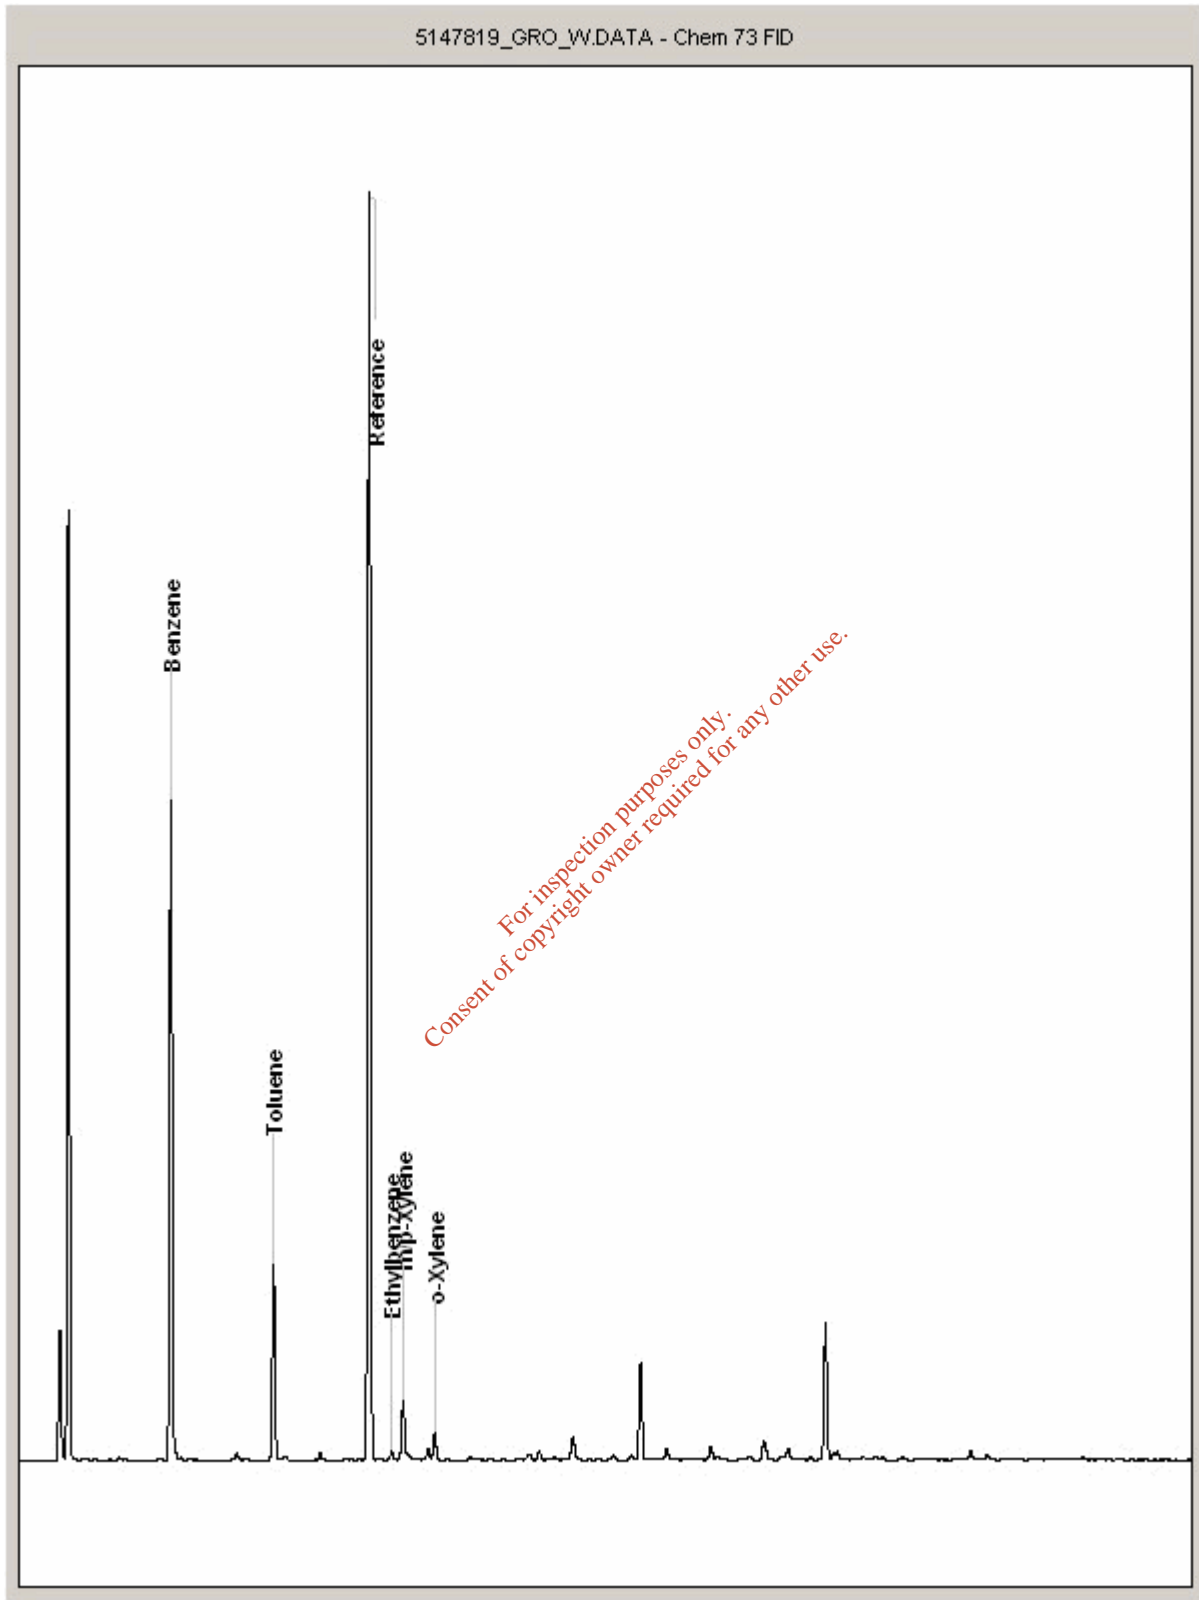 5147819_GRO_W.DATA - Chem 73 FID
Reference
Benzene
Toluene
Ethylbenzene
m/p-Xylene
o-Xylene
For inspection purposes only.
Consent of copyright owner required for any other use.